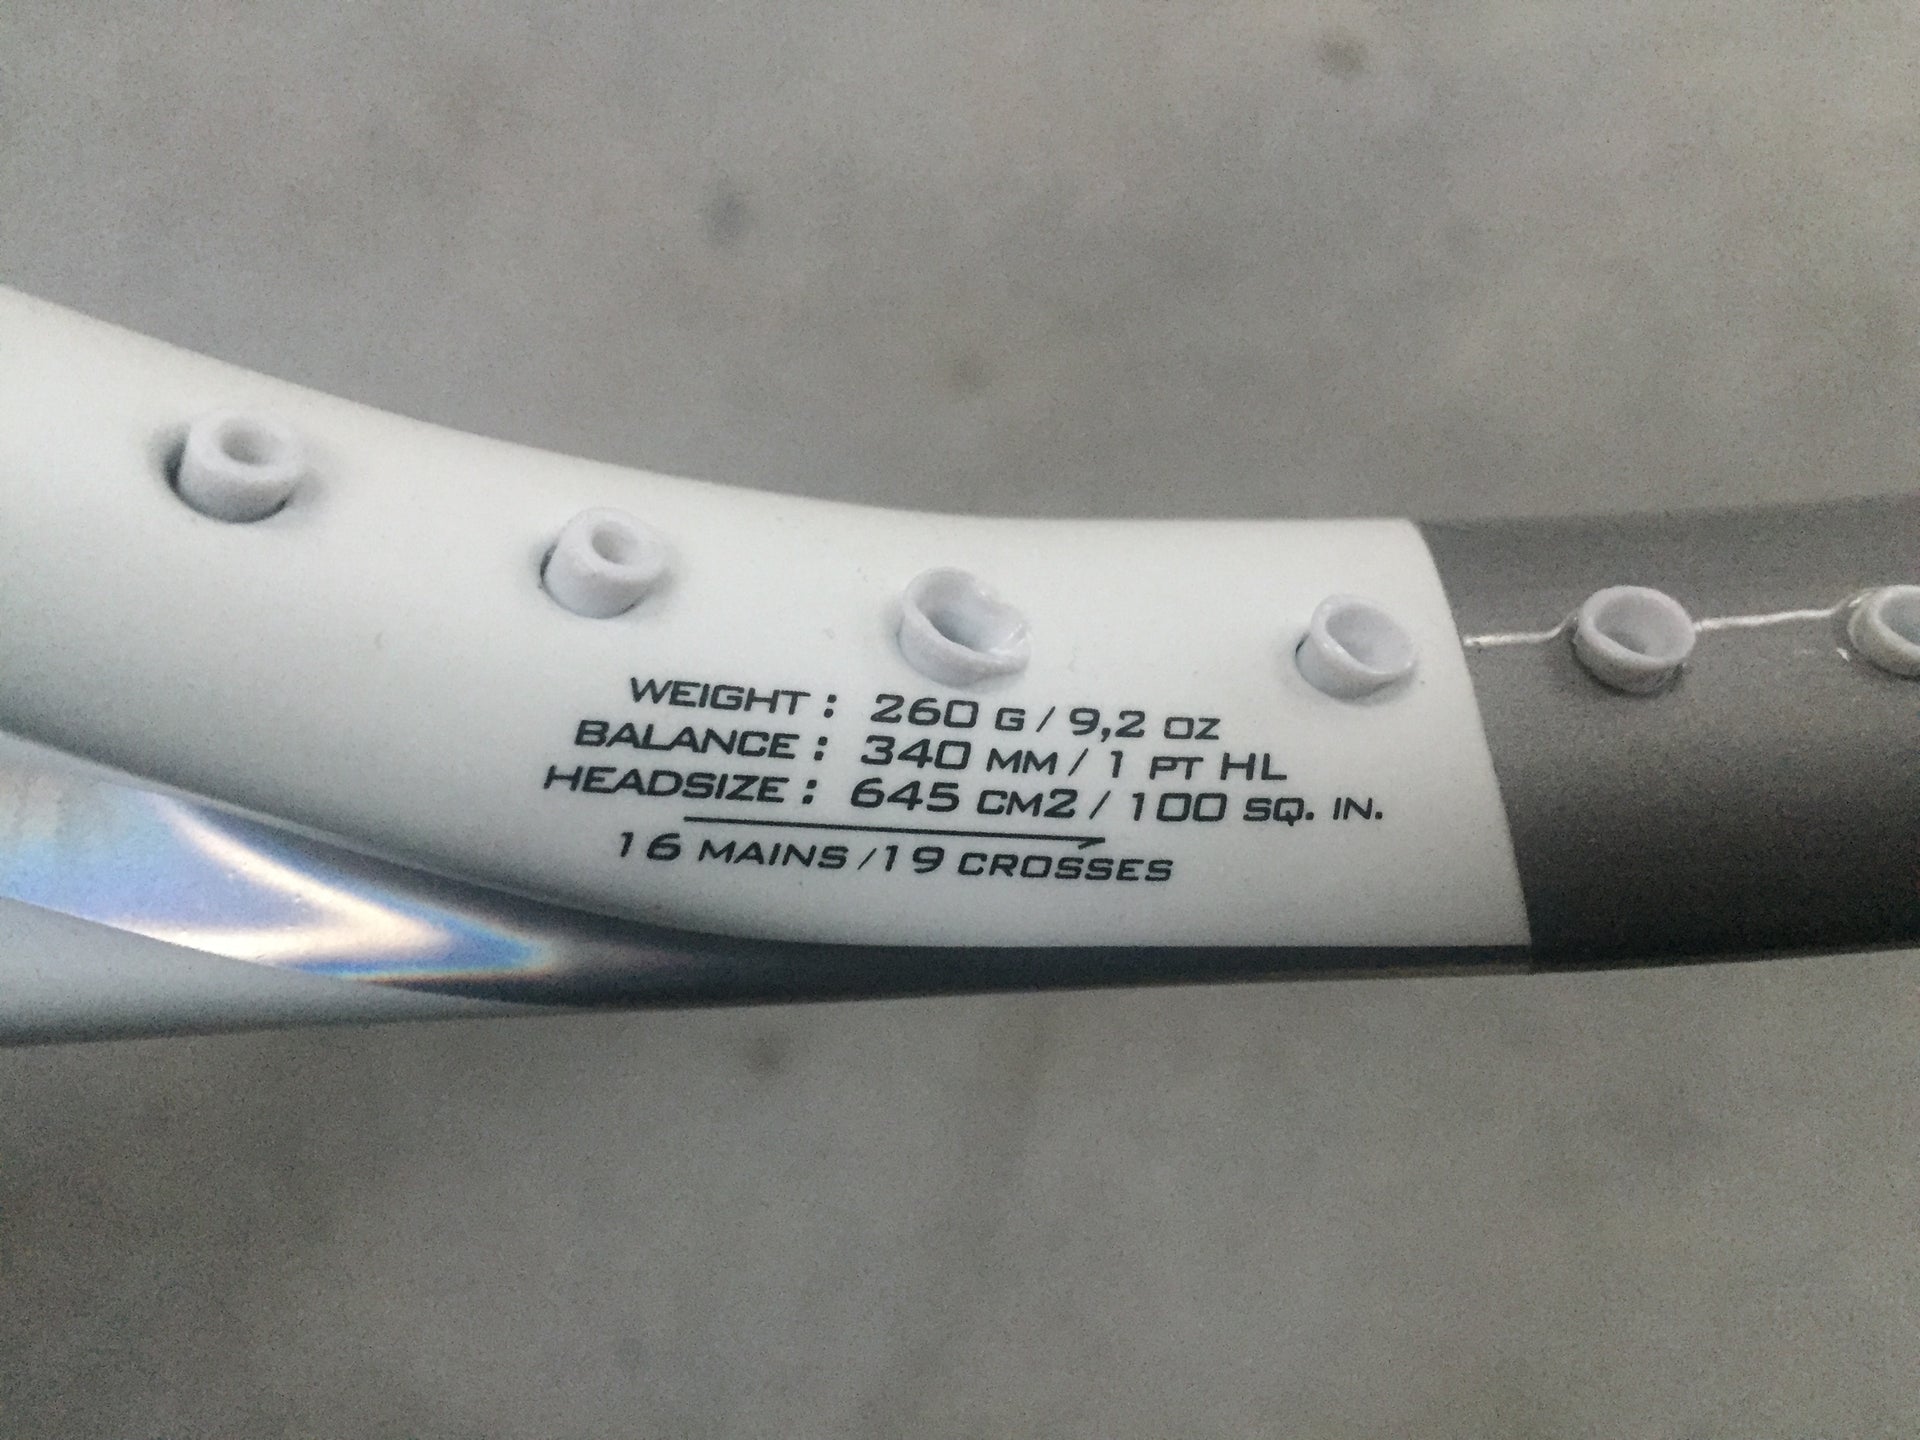 WEIGHT : 260 G / 9,2 OZ
BALANCE : 340 MM / 1 PT HL
HEADSIZE : 645 CM2 / 100 SQ. IN.
16 MAINS /19 CROSSES